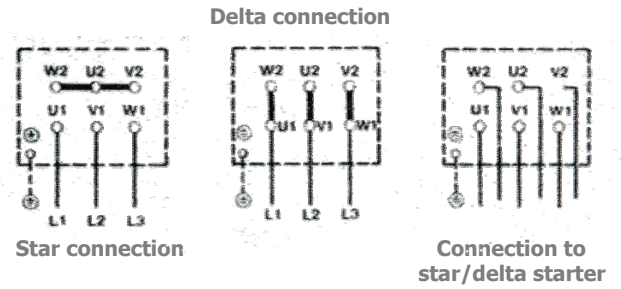 Delta connection
W2 U2 V2
U1 V1 W1
L1 L2 L3
Star connection
W2 U2 V2
U1 V1 W1
L1 L2 L3
W2 U2 V2
U1 V1 W1
Connection to
star/delta starter